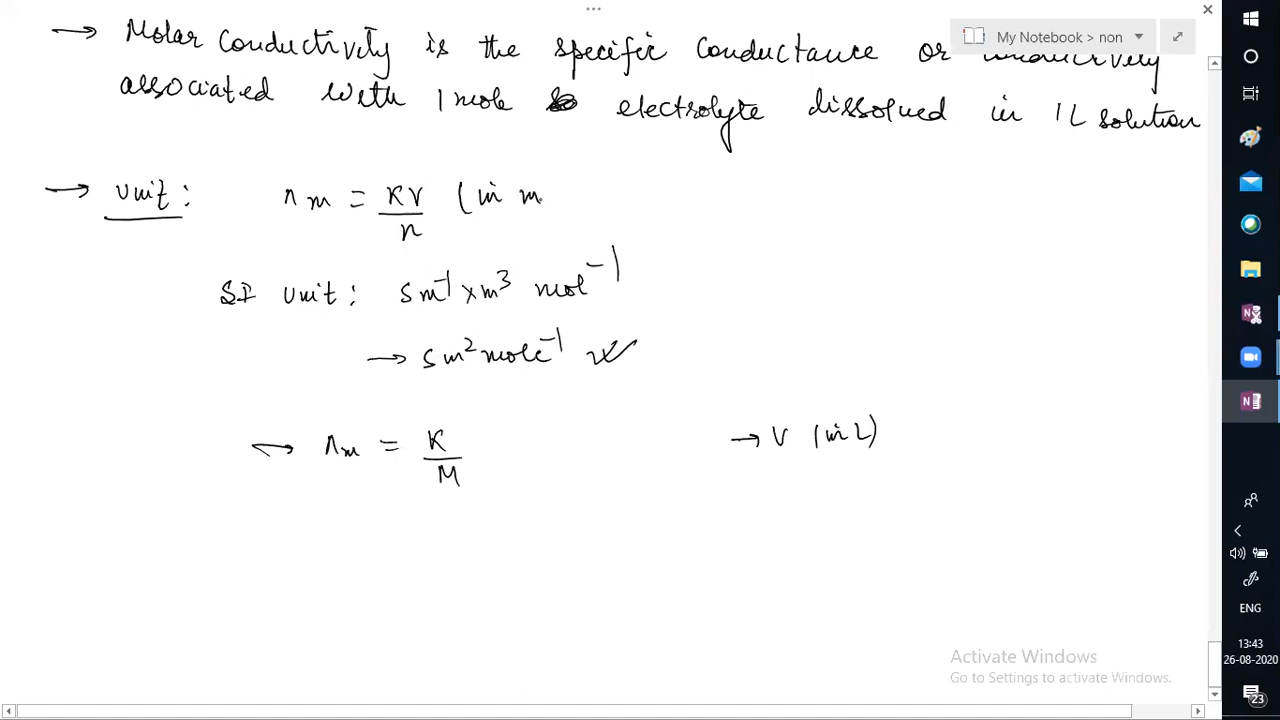 My Notebook > non
→ Molar conductivity is the specific conductance or conductivity
associated with 1 mole electrolyte dissolved in 1L solution
→ Unit : Λm = KV/n (in m
SI Unit : Sm⁻¹ x m³ mol⁻¹
→ Sm² mole⁻¹
Λm = K/M → V (in L)
Activate Windows
Go to Settings to activate Windows.
ENG
13:43
26-08-2020
23